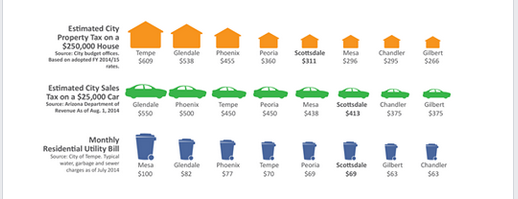 Estimated City
Property Tax on a
$250,000 House
Source: City budget offices.
Based on adopted FY 2014/15
rates.
Tempe Glendale Phoenix Peoria Scottsdale Mesa Chandler Gilbert
$609 $538 $455 $360 $311 $296 $295 $266
Estimated City Sales
Tax on a $25,000 Car
Source: Arizona Department of
Revenue As of Aug. 1, 2014
Glendale Phoenix Tempe Peoria Mesa Scottsdale Chandler Gilbert
$550 $500 $450 $450 $438 $413 $375 $375
Monthly
Residential Utility Bill
Source: City of Tempe. Typical
water, garbage and sewer
charges as of July 2014
Mesa Glendale Phoenix Tempe Peoria Scottsdale Gilbert Chandler
$100 $82 $77 $70 $69 $69 $63 $63